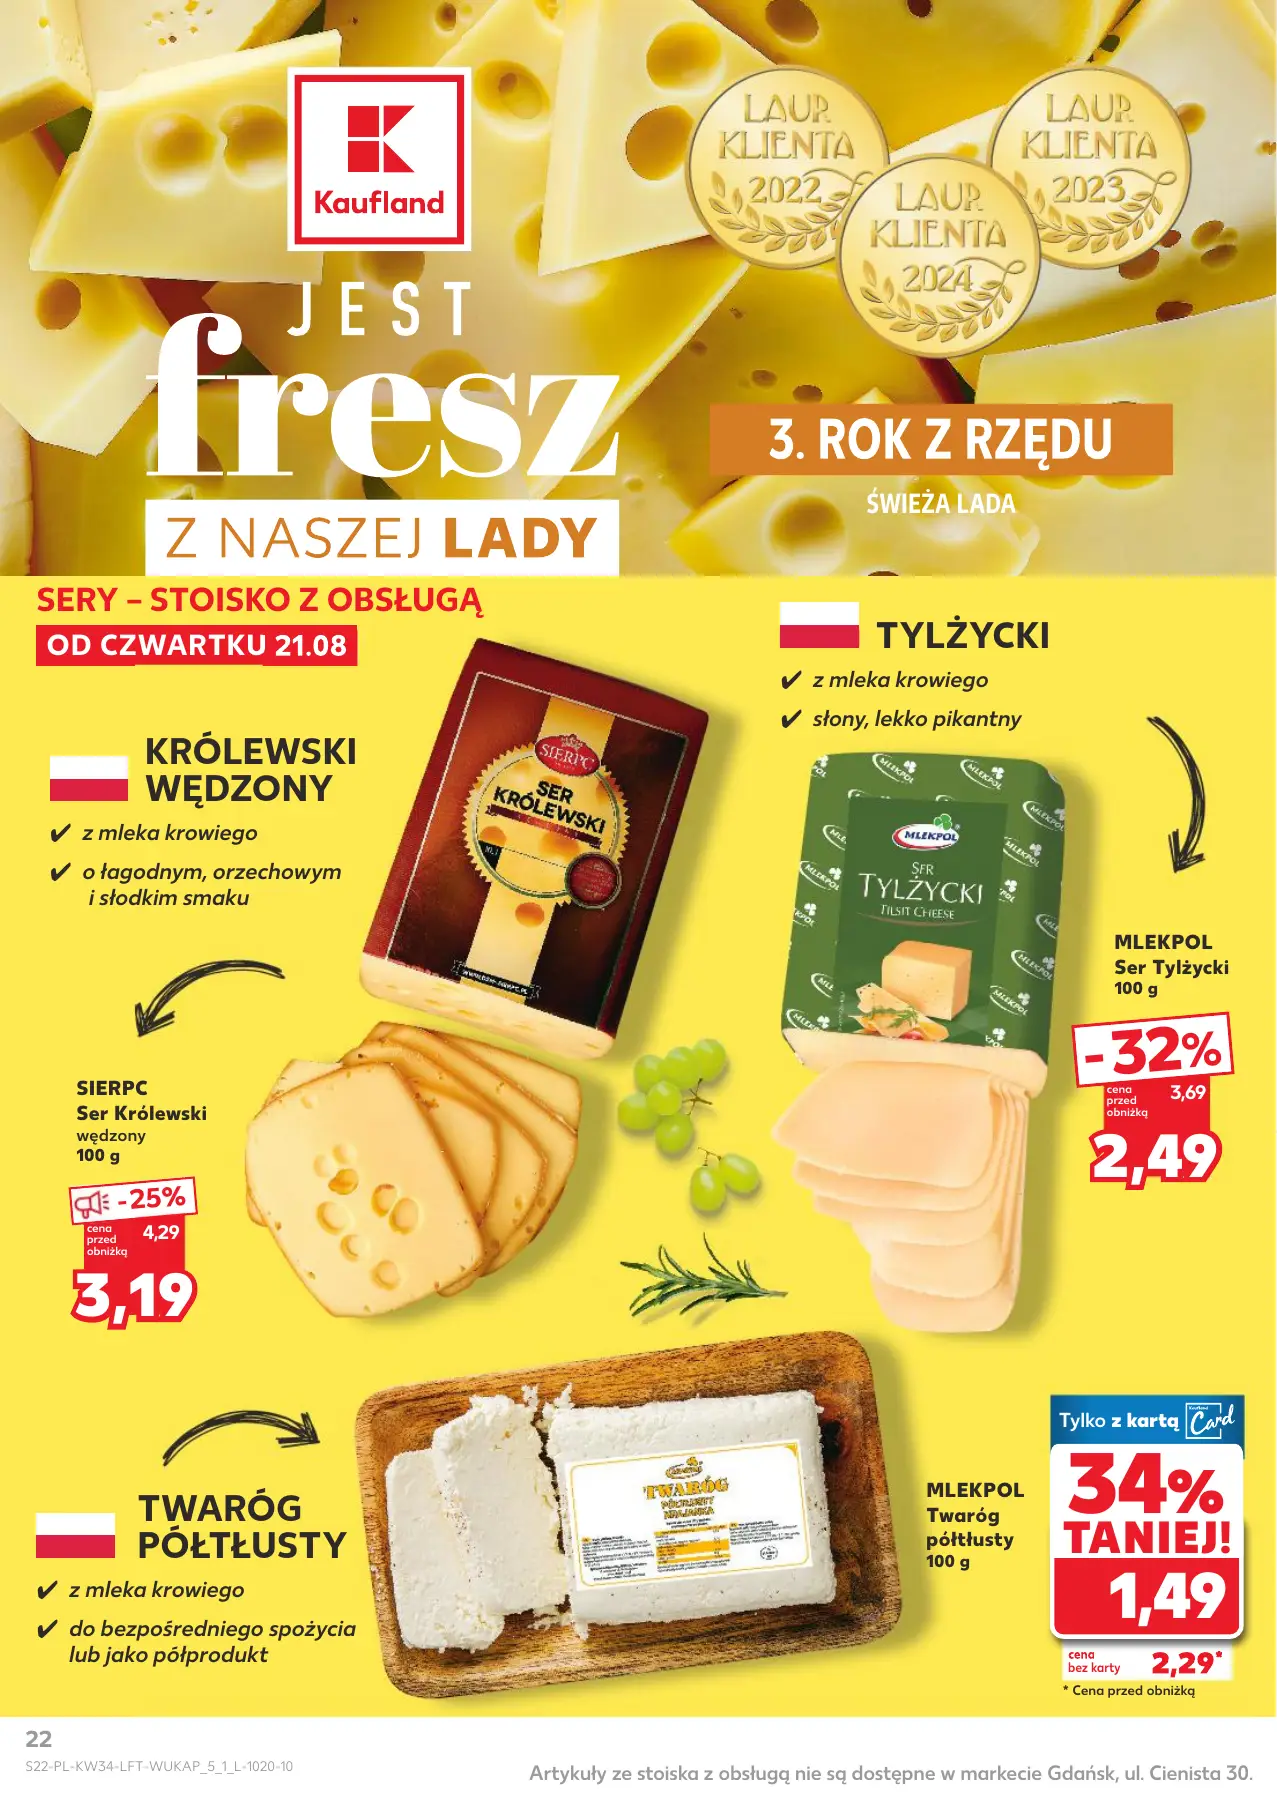 Kaufland
JEST
fresz
Z NASZEJ LADY
LAUR
KLIENTA
2022
LAUR
KLIENTA
2024
LAUR
KLIENTA
2023
3. ROK Z RZĘDU
ŚWIEŻA LADA
SERY – STOISKO Z OBSŁUGĄ
OD CZWARTKU 21.08
KRÓLEWSKI
WĘDZONY
✔ z mleka krowiego
✔ o łagodnym, orzechowym
i słodkim smaku
SIERPC
SER
KRÓLEWSKI
SIERPC
Ser Królewski
wędzony
100 g
-25%
cena
przed
obniżką
4,29
3,19
TYLŻYCKI
✔ z mleka krowiego
✔ słony, lekko pikantny
MLEKPOL
SER
TYLŻYCKI
TILSIT CHEESE
MLEKPOL
Ser Tylżycki
100 g
-32%
cena
przed
obniżką
3,69
2,49
TWARÓG
PÓŁTŁUSTY
✔ z mleka krowiego
✔ do bezpośredniego spożycia
lub jako półprodukt
TWARÓG
PÓŁTŁUSTY
KRAJANKA
MLEKPOL
Twaróg
półtłusty
100 g
Tylko z kartą Kaufland Card
34%
TANIEJ!
1,49
cena
bez karty
2,29*
* Cena przed obniżką
22
S22-PL-KW34-LFT-WUKAP_5_1_L-1020-10
Artykuły ze stoiska z obsługą nie są dostępne w markecie Gdańsk, ul. Cienista 30.